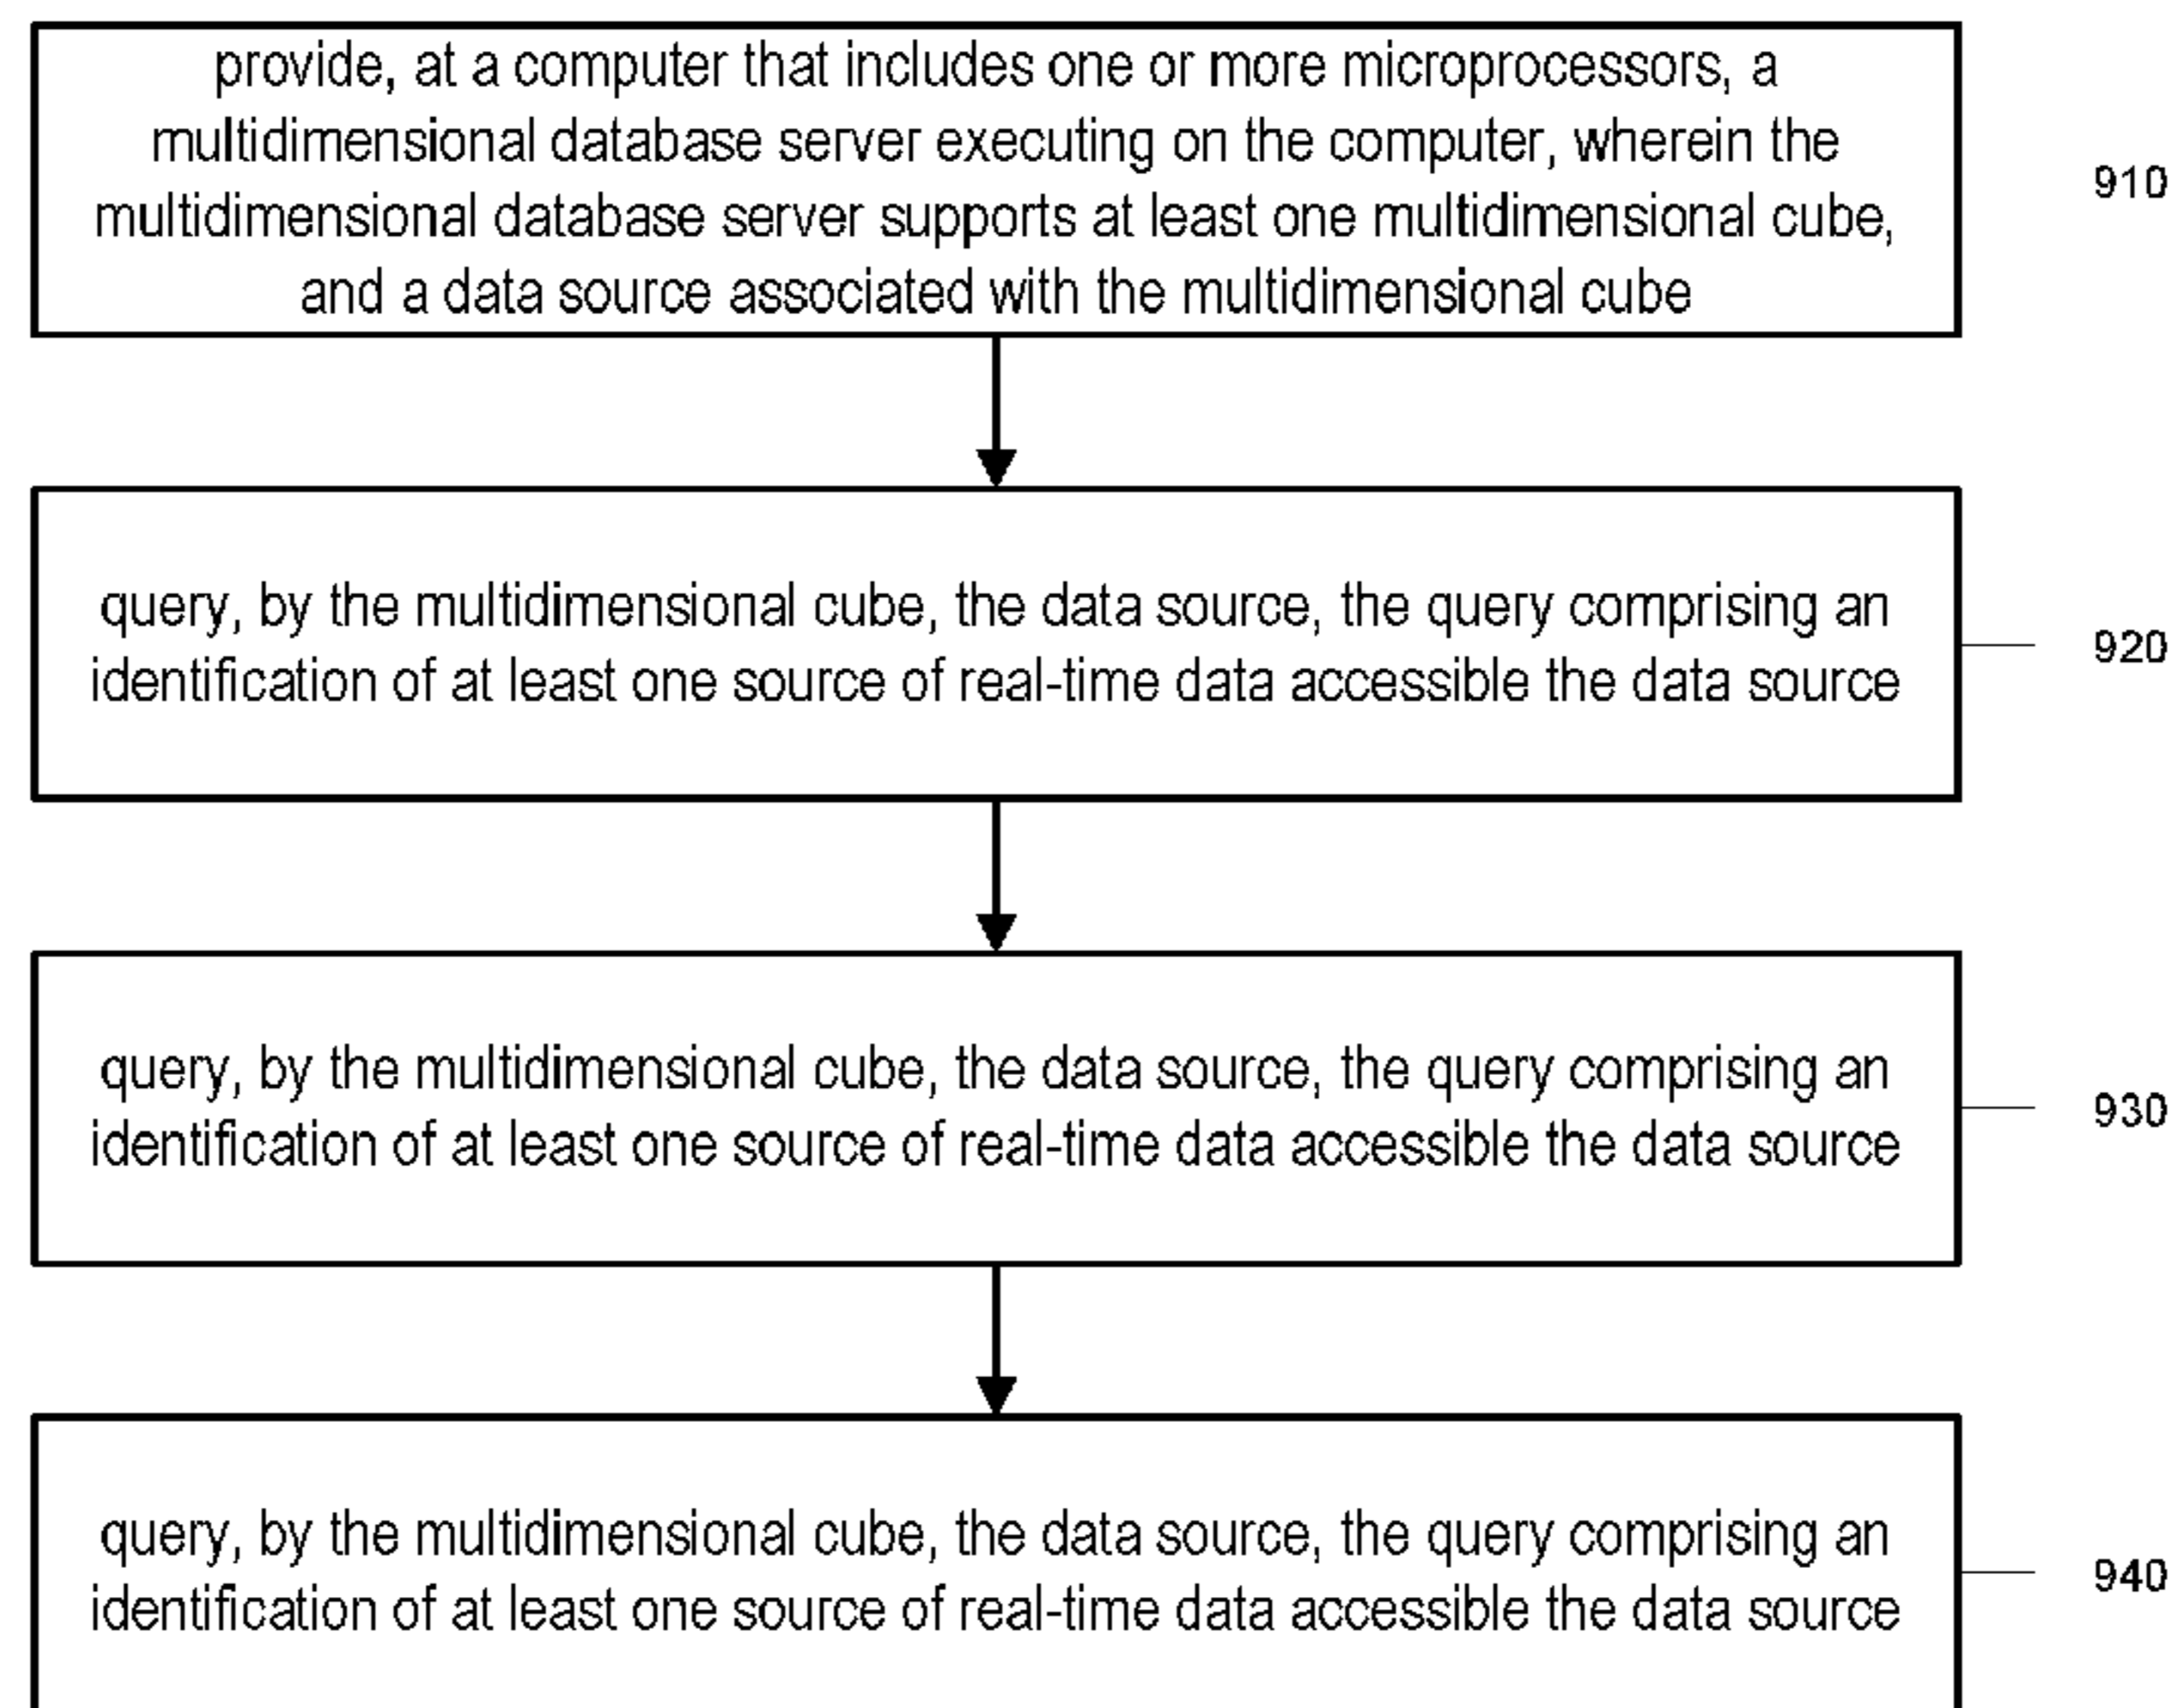 provide, at a computer that includes one or more microprocessors, a
multidimensional database server executing on the computer, wherein the
multidimensional database server supports at least one multidimensional cube,
and a data source associated with the multidimensional cube
910
query, by the multidimensional cube, the data source, the query comprising an
identification of at least one source of real-time data accessible the data source
920
query, by the multidimensional cube, the data source, the query comprising an
identification of at least one source of real-time data accessible the data source
930
query, by the multidimensional cube, the data source, the query comprising an
identification of at least one source of real-time data accessible the data source
940